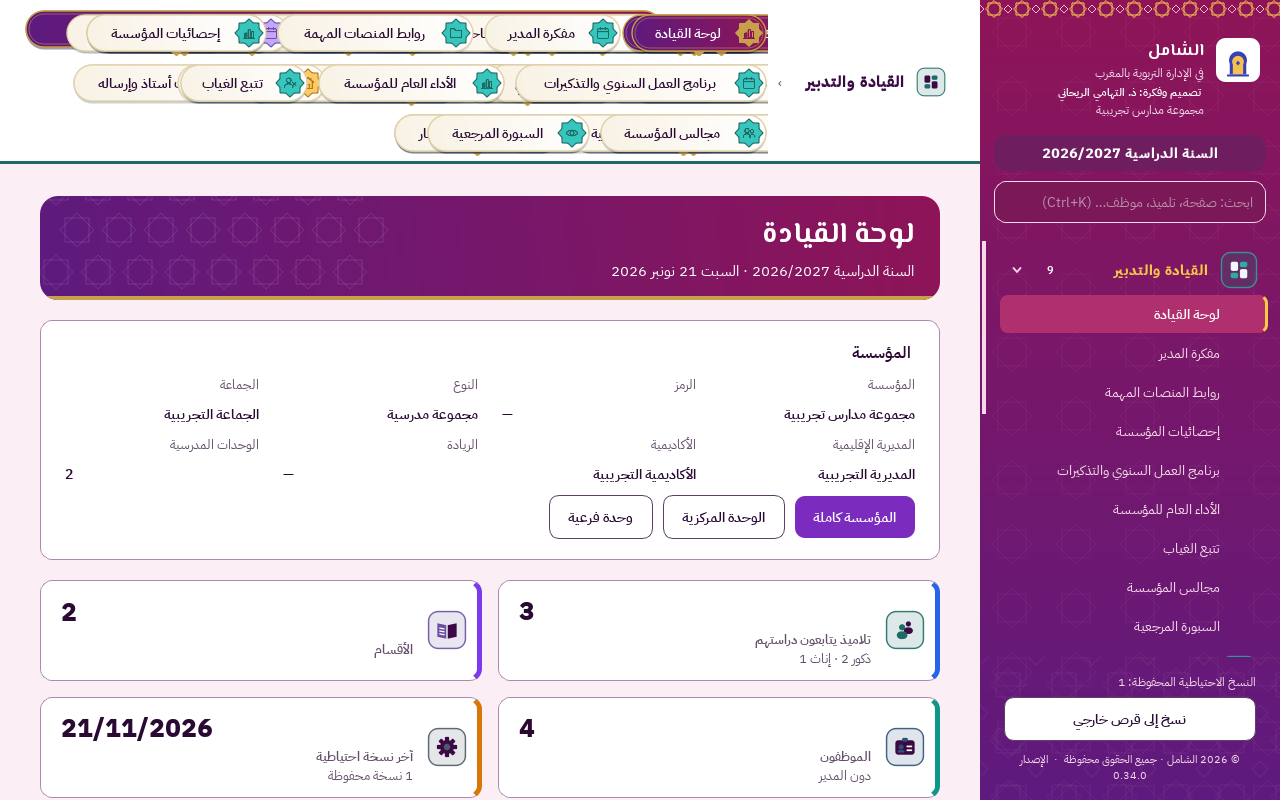 الشامل
في الإدارة التربوية بالمغرب
تصميم وفكرة: ذ. التهامي الريحاني
مجموعة مدارس تجريبية
السنة الدراسية 2026/2027
ابحث: صفحة، تلميذ، موظف... (Ctrl+K)
القيادة والتدبير
9
لوحة القيادة
مفكرة المدير
روابط المنصات المهمة
إحصائيات المؤسسة
برنامج العمل السنوي والتذكيرات
الأداء العام للمؤسسة
تتبع الغياب
مجالس المؤسسة
السبورة المرجعية
النسخ الاحتياطية المحفوظة: 1
نسخ إلى قرص خارجي
© 2026 الشامل · جميع الحقوق محفوظة · الإصدار
0.34.0
القيادة والتدبير ‹
لوحة القيادة
مفكرة المدير
روابط المنصات المهمة
إحصائيات المؤسسة
برنامج العمل السنوي والتذكيرات
الأداء العام للمؤسسة
تتبع الغياب
أستاذ وإرساله
مجالس المؤسسة
السبورة المرجعية
لوحة القيادة
السنة الدراسية 2026/2027 · السبت 21 نونبر 2026
المؤسسة
المؤسسة الرمز النوع الجماعة
مجموعة مدارس تجريبية — مجموعة مدرسية الجماعة التجريبية
المديرية الإقليمية الأكاديمية الريادة الوحدات المدرسية
المديرية التجريبية الأكاديمية التجريبية — 2
المؤسسة كاملة
الوحدة المركزية
وحدة فرعية
3
تلاميذ يتابعون دراستهم
ذكور 2 · إناث 1
2
الأقسام
4
الموظفون
دون المدير
21/11/2026
آخر نسخة احتياطية
1 نسخة محفوظة